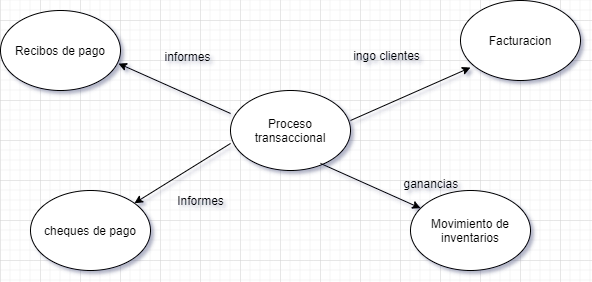 Facturacion
Recibos de pago
informes
ingo clientes
Proceso
transaccional
ganancias
Informes
Movimiento de
inventarios
cheques de pago